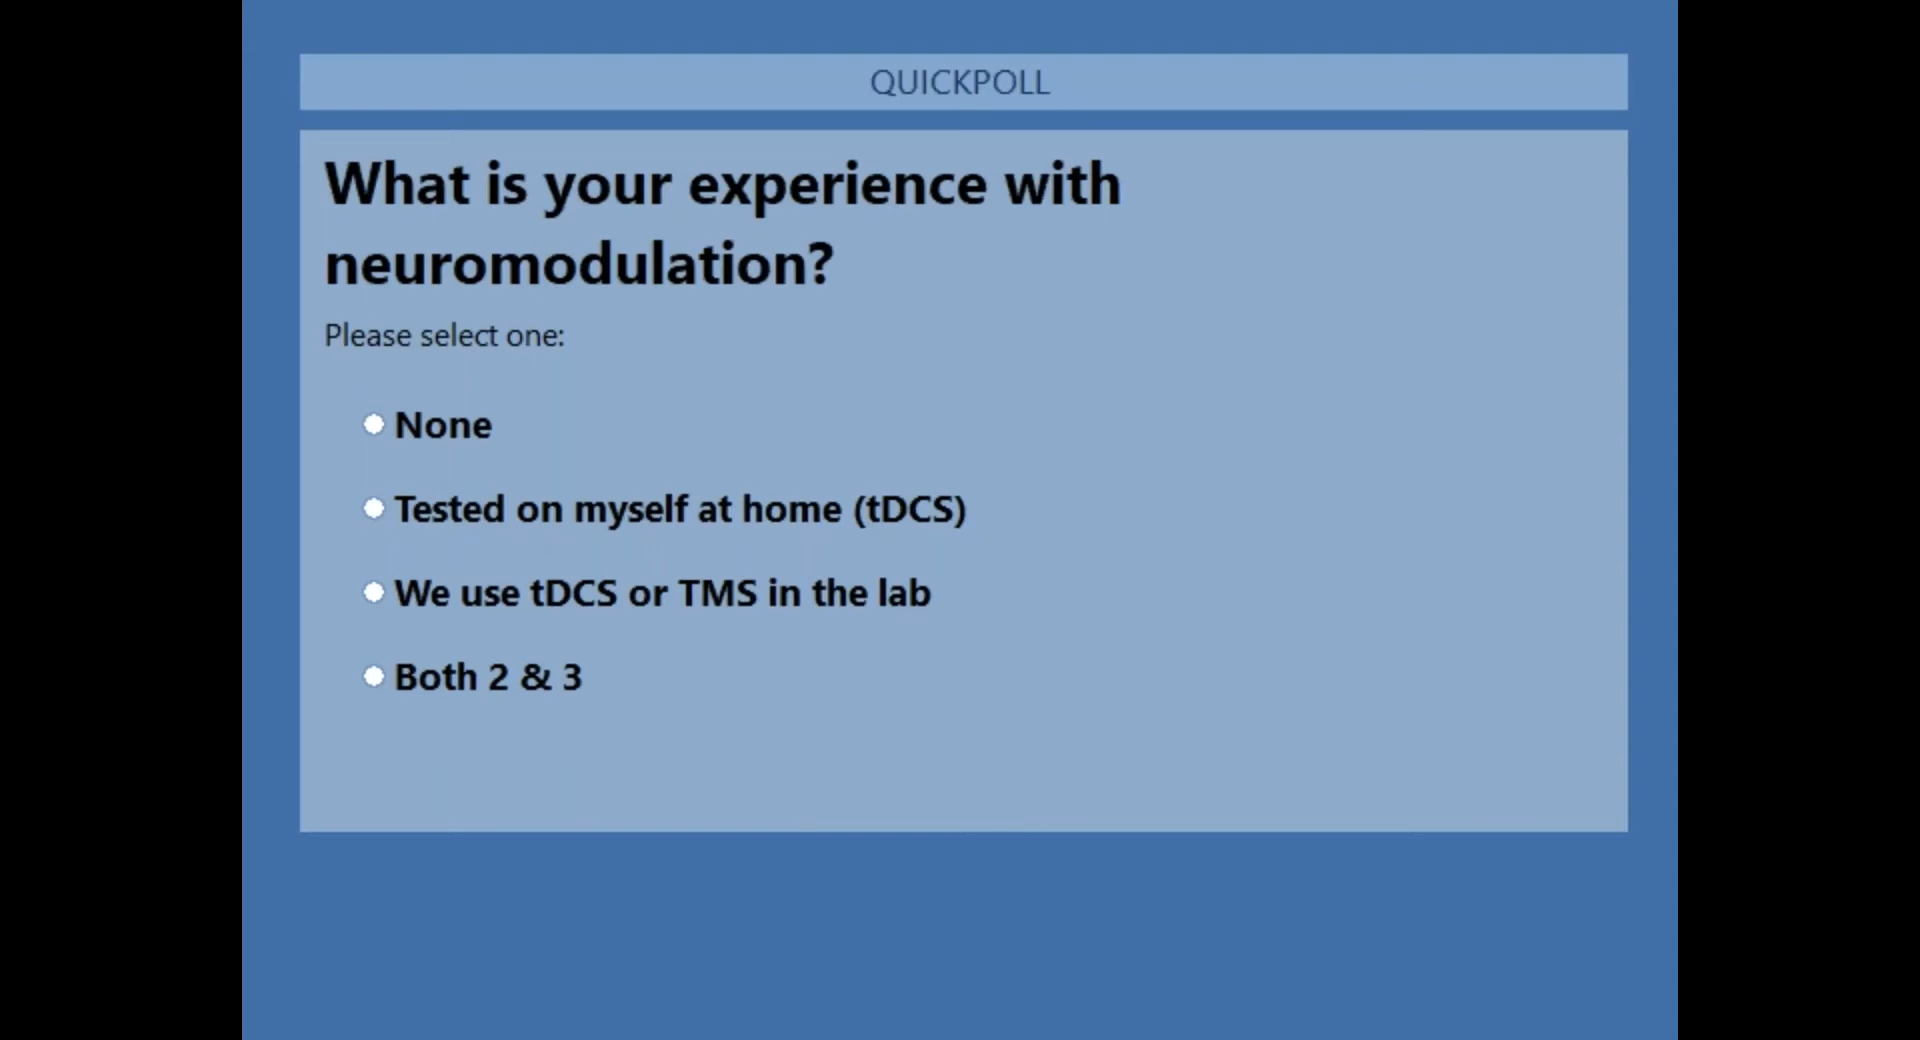 QUICKPOLL
What is your experience with
neuromodulation?
Please select one:
None
Tested on myself at home (tDCS)
We use tDCS or TMS in the lab
Both 2 & 3